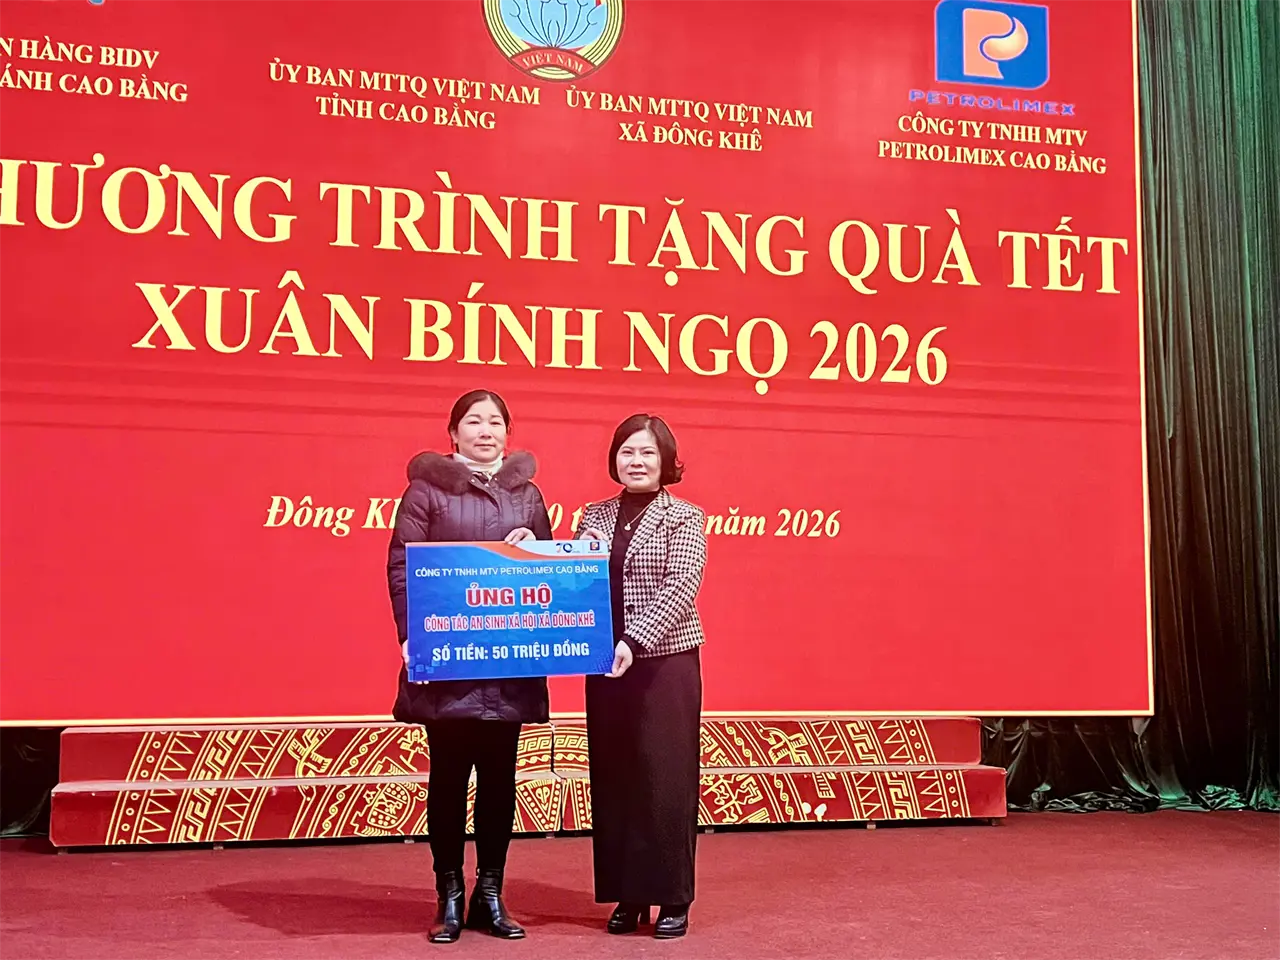 VIỆT NAM
PETROLIMEX
N HÀNG BIDV
ÁNH CAO BẰNG
ỦY BAN MTTQ VIỆT NAM
TỈNH CAO BẰNG
ỦY BAN MTTQ VIỆT NAM
XÃ ĐÔNG KHÊ
CÔNG TY TNHH MTV
PETROLIMEX CAO BẰNG
HƯƠNG TRÌNH TẶNG QUÀ TẾT
XUÂN BÍNH NGỌ 2026
Đông Kh 0 t năm 2026
70
CÔNG TY TNHH MTV PETROLIMEX CAO BẰNG
ỦNG HỘ
CÔNG TÁC AN SINH XÃ HỘI XÃ ĐÔNG KHÊ
SỐ TIỀN: 50 TRIỆU ĐỒNG